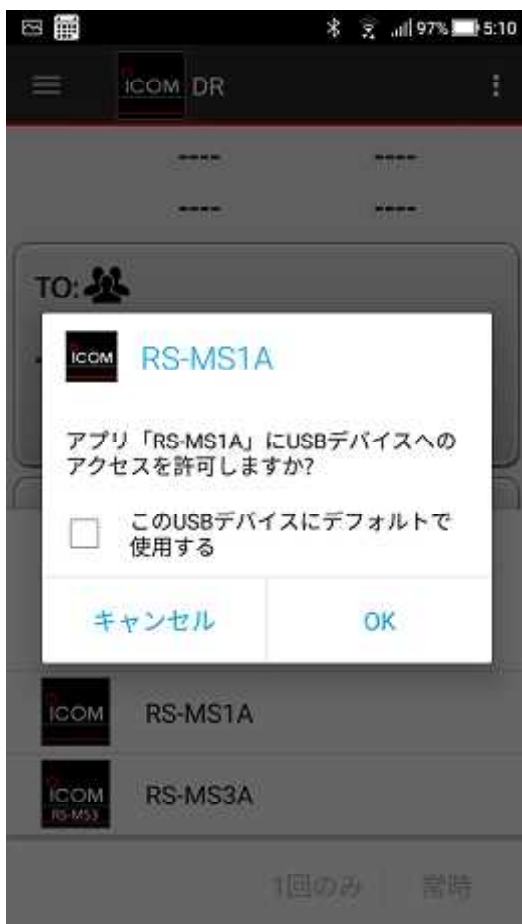 97% 5:10
ICOM DR
---- ----
---- ----
TO:
ICOM RS-MS1A
アプリ「RS-MS1A」にUSBデバイスへの
アクセスを許可しますか?
このUSBデバイスにデフォルトで
使用する
キャンセル OK
ICOM RS-MS1A
ICOM RS-MS3 RS-MS3A
1回のみ 常時